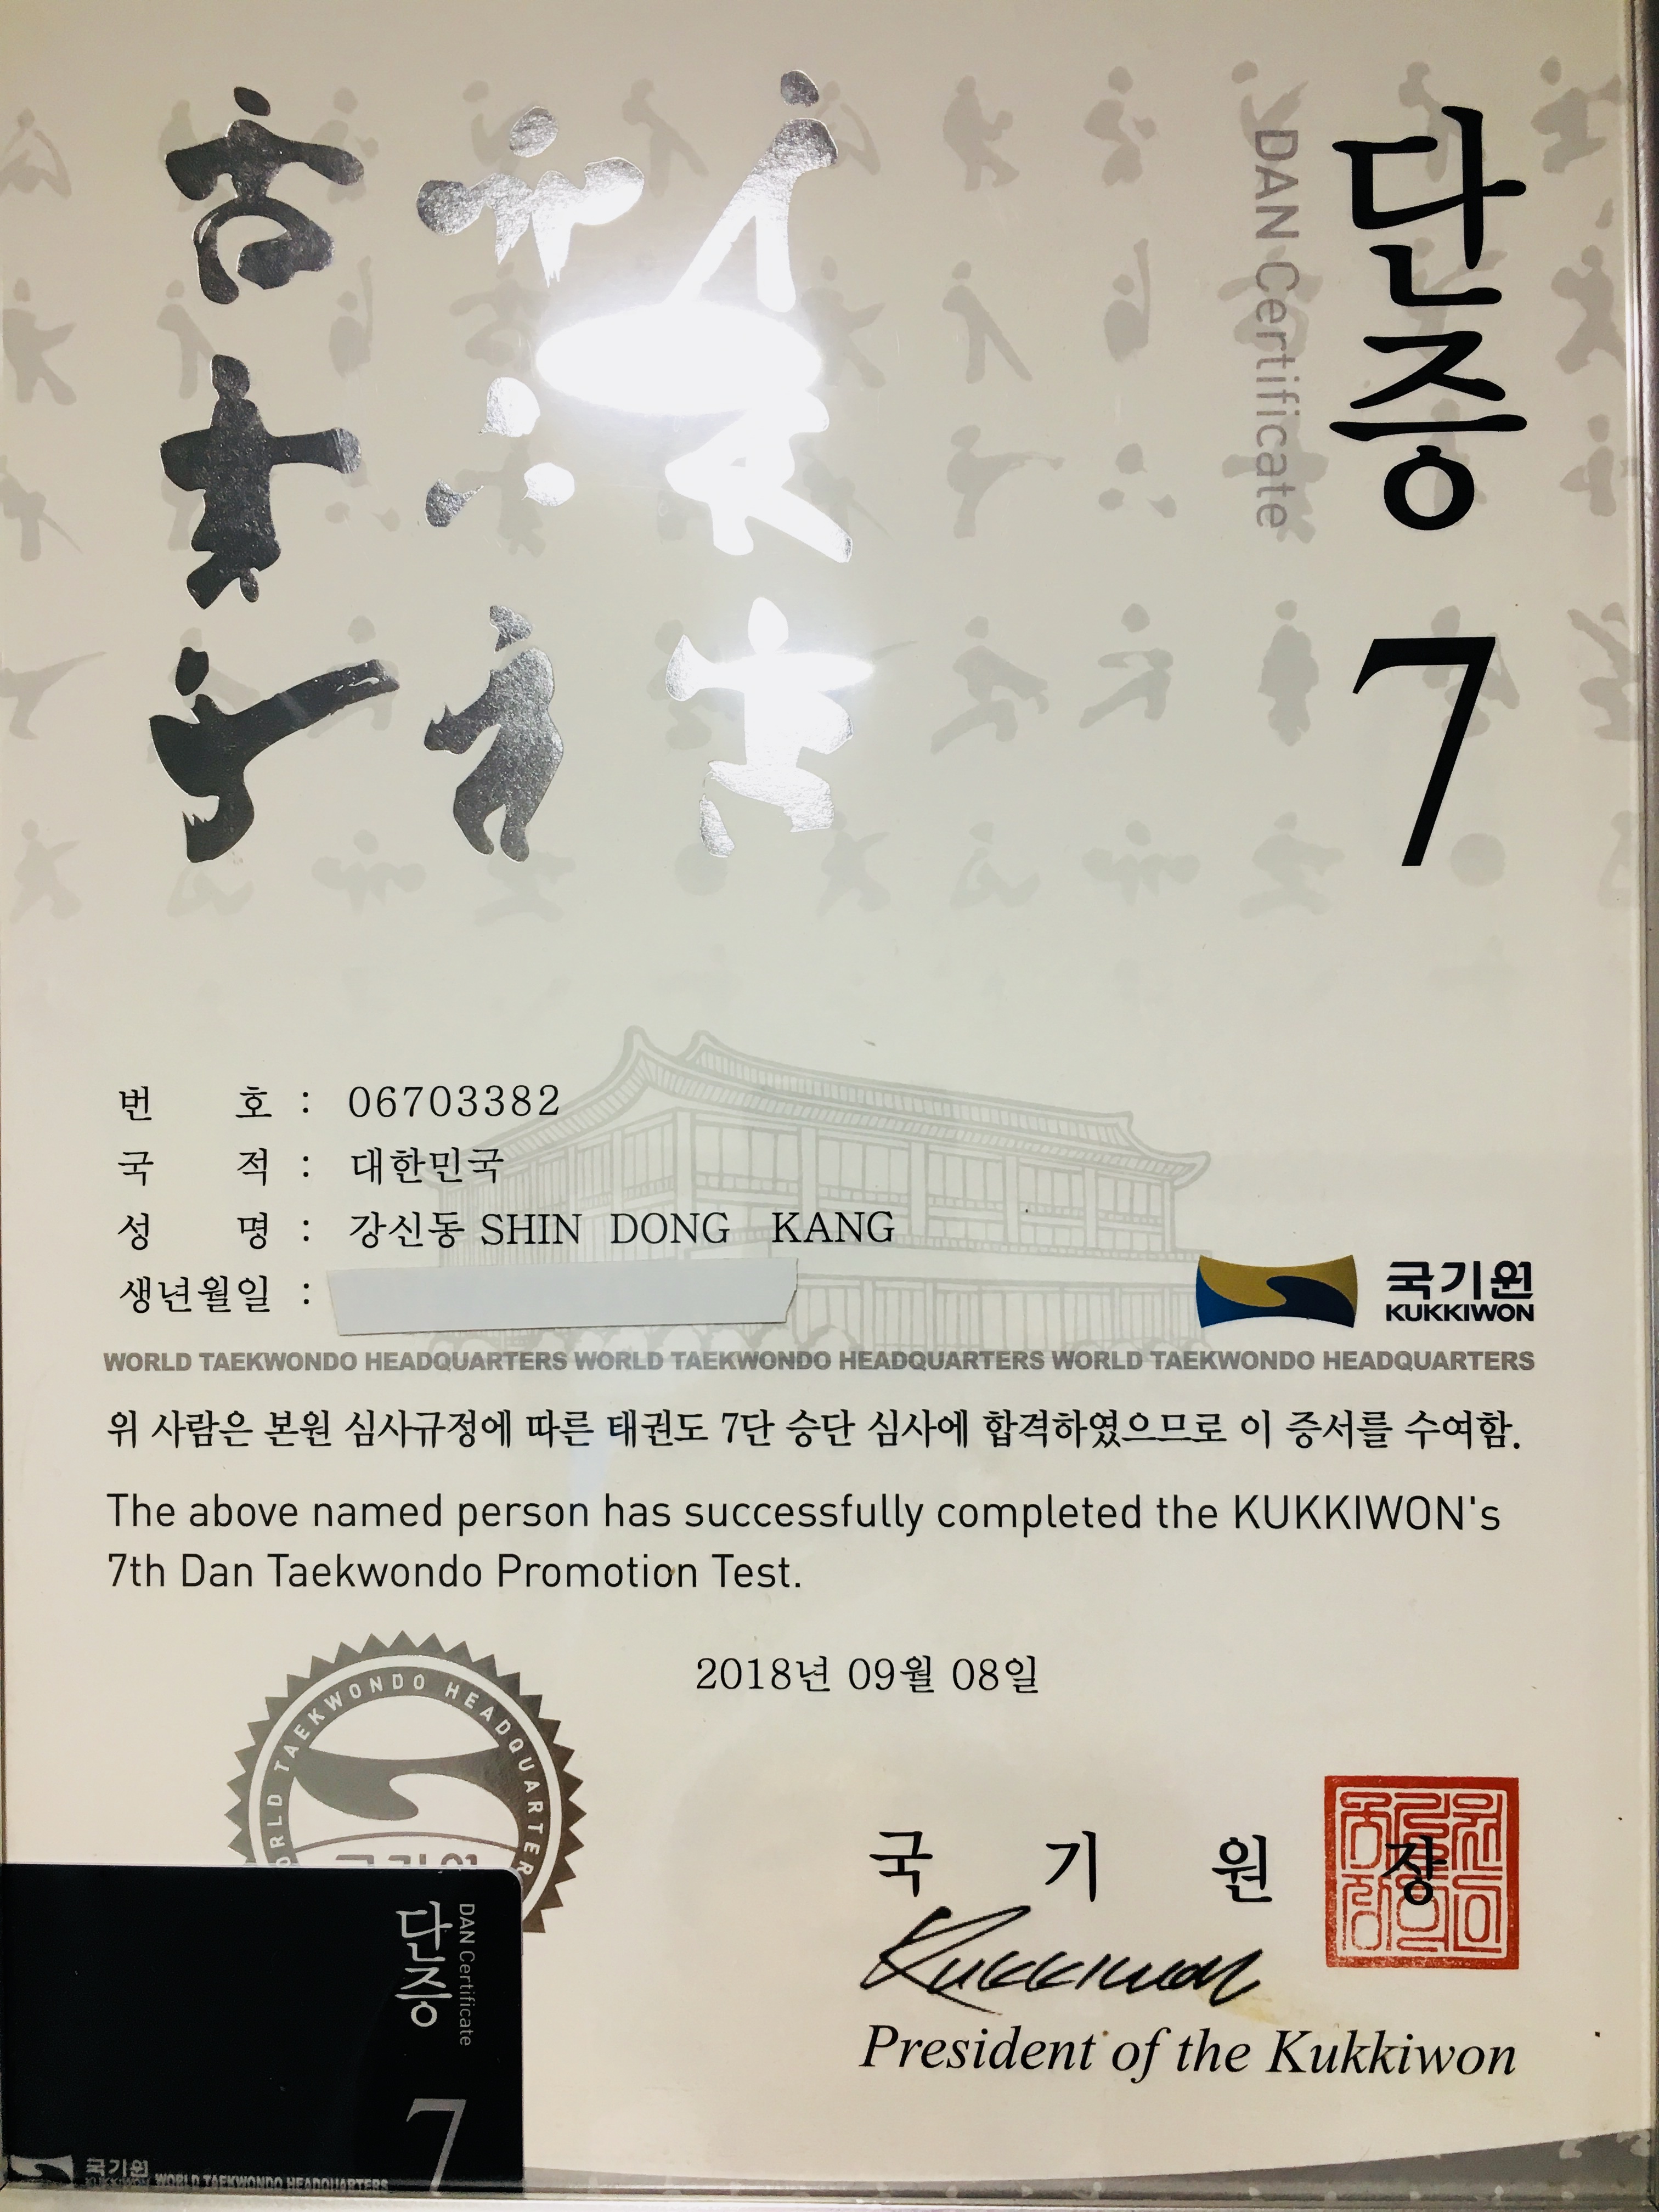 단증 7
DAN Certificate
번 호 : 06703382
국 적 : 대한민국
성 명 : 강신동 SHIN DONG KANG
생년월일 :
국기원
KUKKIWON
WORLD TAEKWONDO HEADQUARTERS WORLD TAEKWONDO HEADQUARTERS WORLD TAEKWONDO HEADQUARTERS
위 사람은 본원 심사규정에 따른 태권도 7단 승단 심사에 합격하였으므로 이 증서를 수여함.
The above named person has successfully completed the KUKKIWON's
7th Dan Taekwondo Promotion Test.
2018년 09월 08일
WORLD TAEKWONDO HEADQUARTER
국기원
국 기 원 장
Kukkiwon
President of the Kukkiwon
단증 7
DAN Certificate
국기원
KUKKIWON WORLD TAEKWONDO HEADQUARTERS